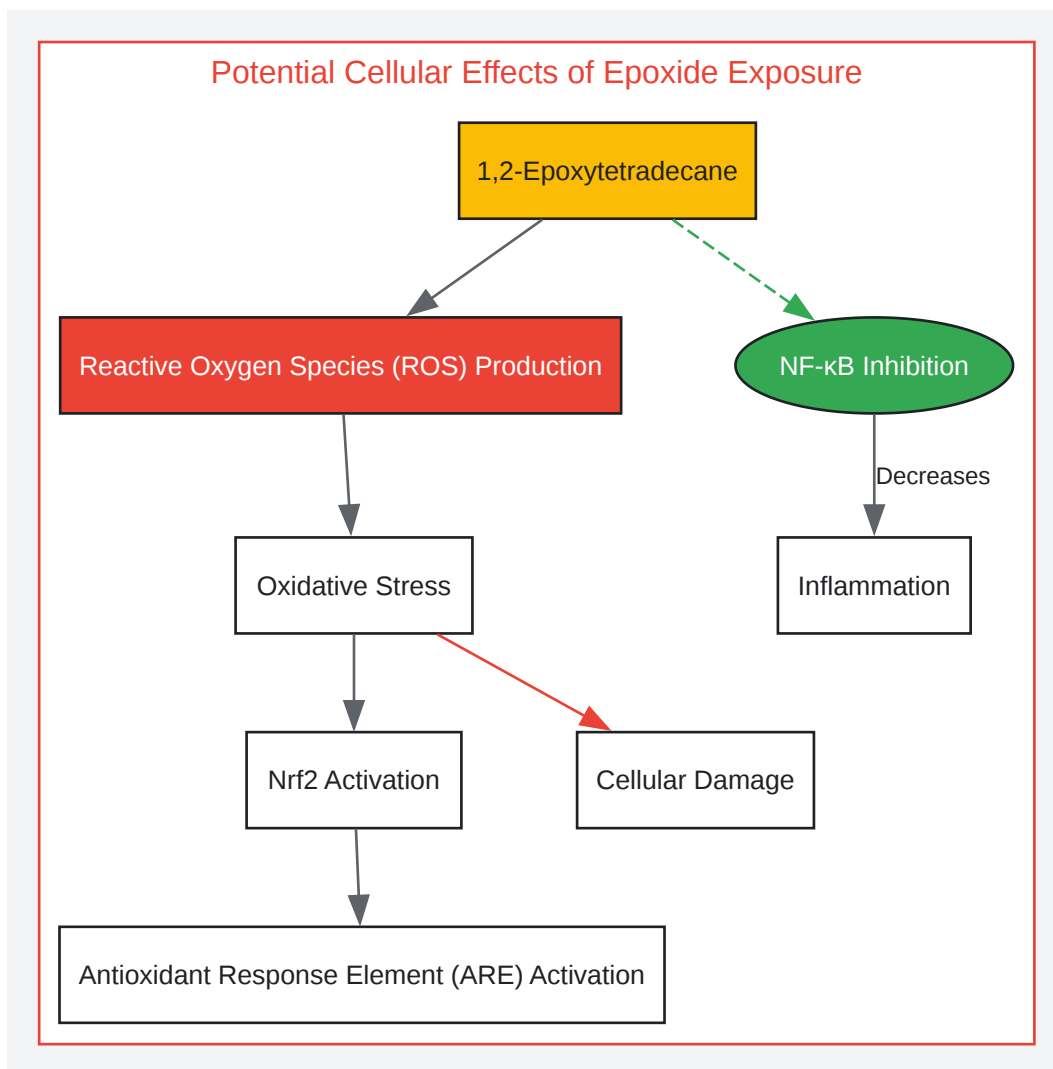 Potential Cellular Effects of Epoxide Exposure
1,2-Epoxytetradecane
Reactive Oxygen Species (ROS) Production
NF-κB Inhibition
Decreases
Oxidative Stress
Inflammation
Nrf2 Activation
Cellular Damage
Antioxidant Response Element (ARE) Activation